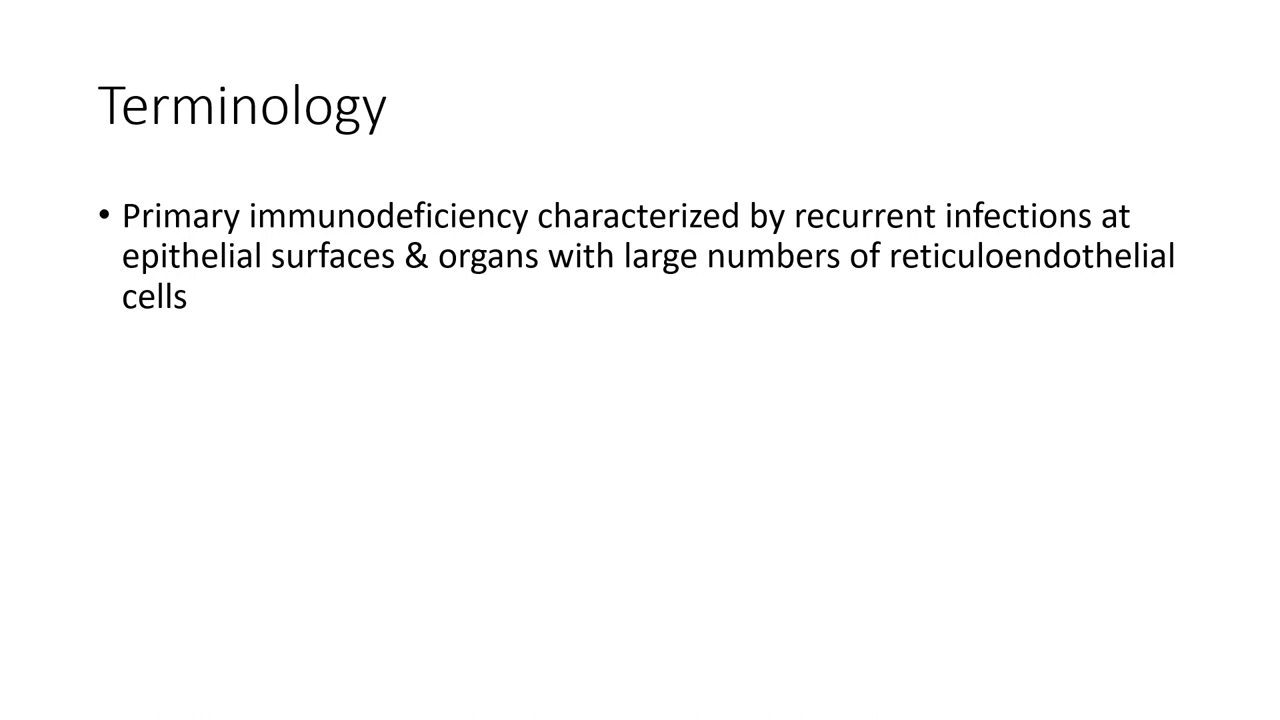 Terminology
• Primary immunodeficiency characterized by recurrent infections at
epithelial surfaces & organs with large numbers of reticuloendothelial
cells